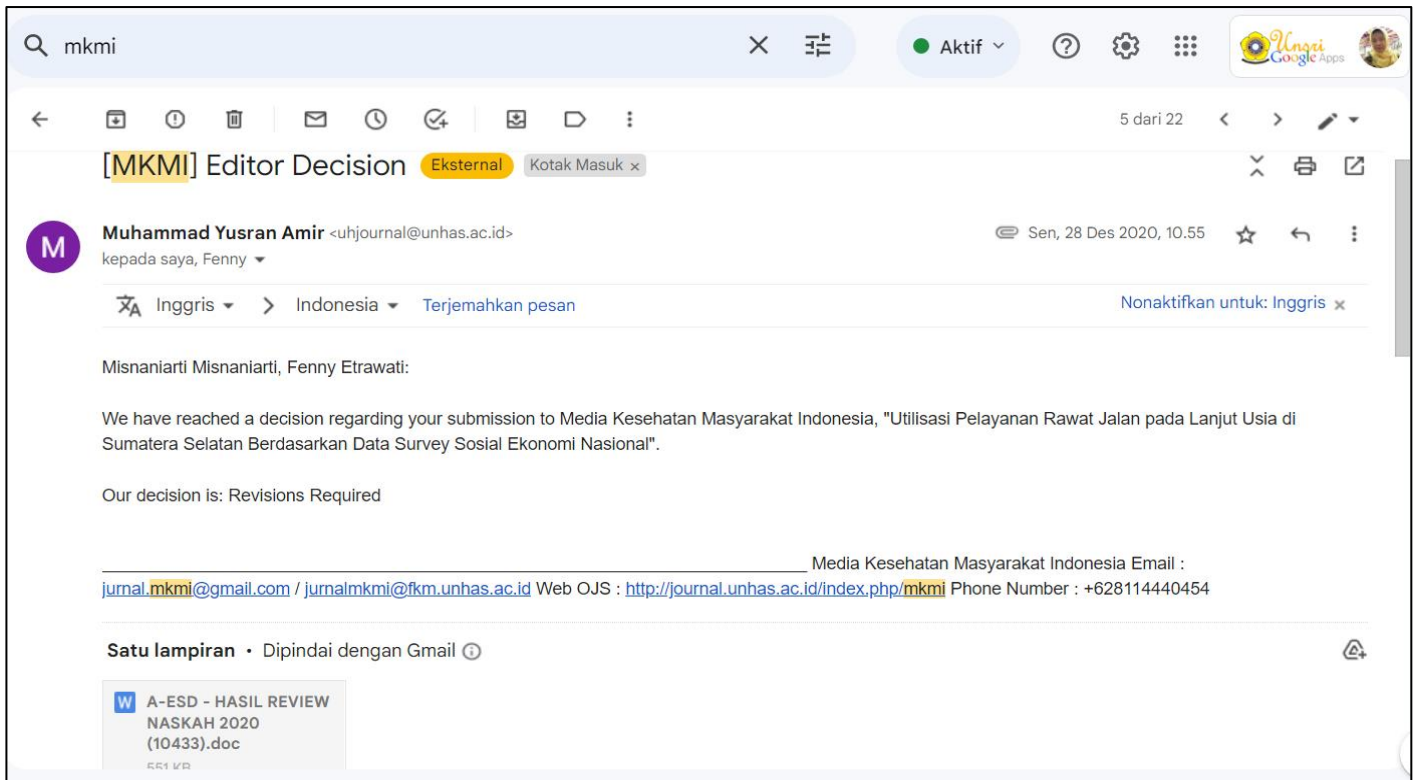 mkmi
Aktif
Unsri
Google Apps
5 dari 22
[MKMI] Editor Decision Eksternal Kotak Masuk ×
M
Muhammad Yusran Amir <uhjournal@unhas.ac.id>
Sen, 28 Des 2020, 10.55
kepada saya, Fenny
Inggris > Indonesia Terjemahkan pesan
Nonaktifkan untuk: Inggris ×
Misnaniarti Misnaniarti, Fenny Etrawati:
We have reached a decision regarding your submission to Media Kesehatan Masyarakat Indonesia, "Utilisasi Pelayanan Rawat Jalan pada Lanjut Usia di
Sumatera Selatan Berdasarkan Data Survey Sosial Ekonomi Nasional".
Our decision is: Revisions Required
Media Kesehatan Masyarakat Indonesia Email :
jurnal.mkmi@gmail.com / jurnalmkmi@fkm.unhas.ac.id Web OJS : http://journal.unhas.ac.id/index.php/mkmi Phone Number : +628114440454
Satu lampiran • Dipindai dengan Gmail
W A-ESD - HASIL REVIEW
NASKAH 2020
(10433).doc
551 KB